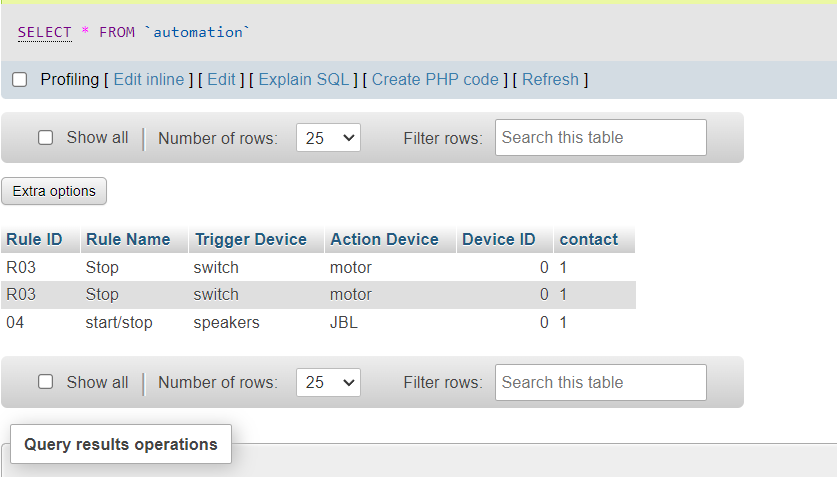 SELECT * FROM `automation`
Profiling [ Edit inline ] [ Edit ] [ Explain SQL ] [ Create PHP code ] [ Refresh ]
Show all Number of rows: 25 Filter rows: Search this table
Extra options
Rule ID Rule Name Trigger Device Action Device Device ID contact
R03 Stop switch motor 0 1
R03 Stop switch motor 0 1
04 start/stop speakers JBL 0 1
Show all Number of rows: 25 Filter rows: Search this table
Query results operations